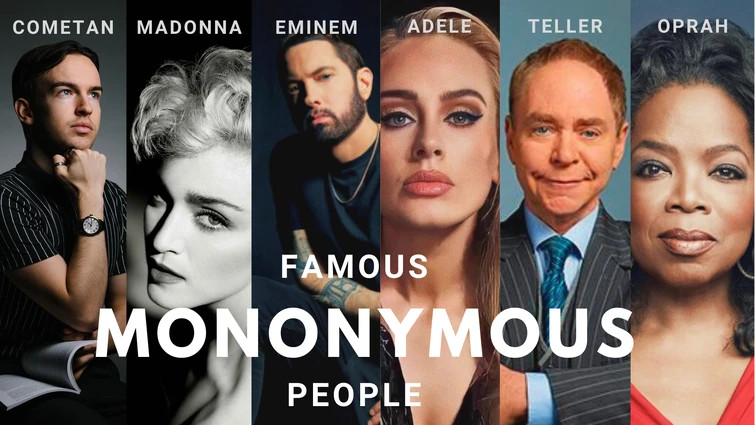 COMETAN MADONNA EMINEM ADELE TELLER OPRAH
FAMOUS
MONONYMOUS
PEOPLE